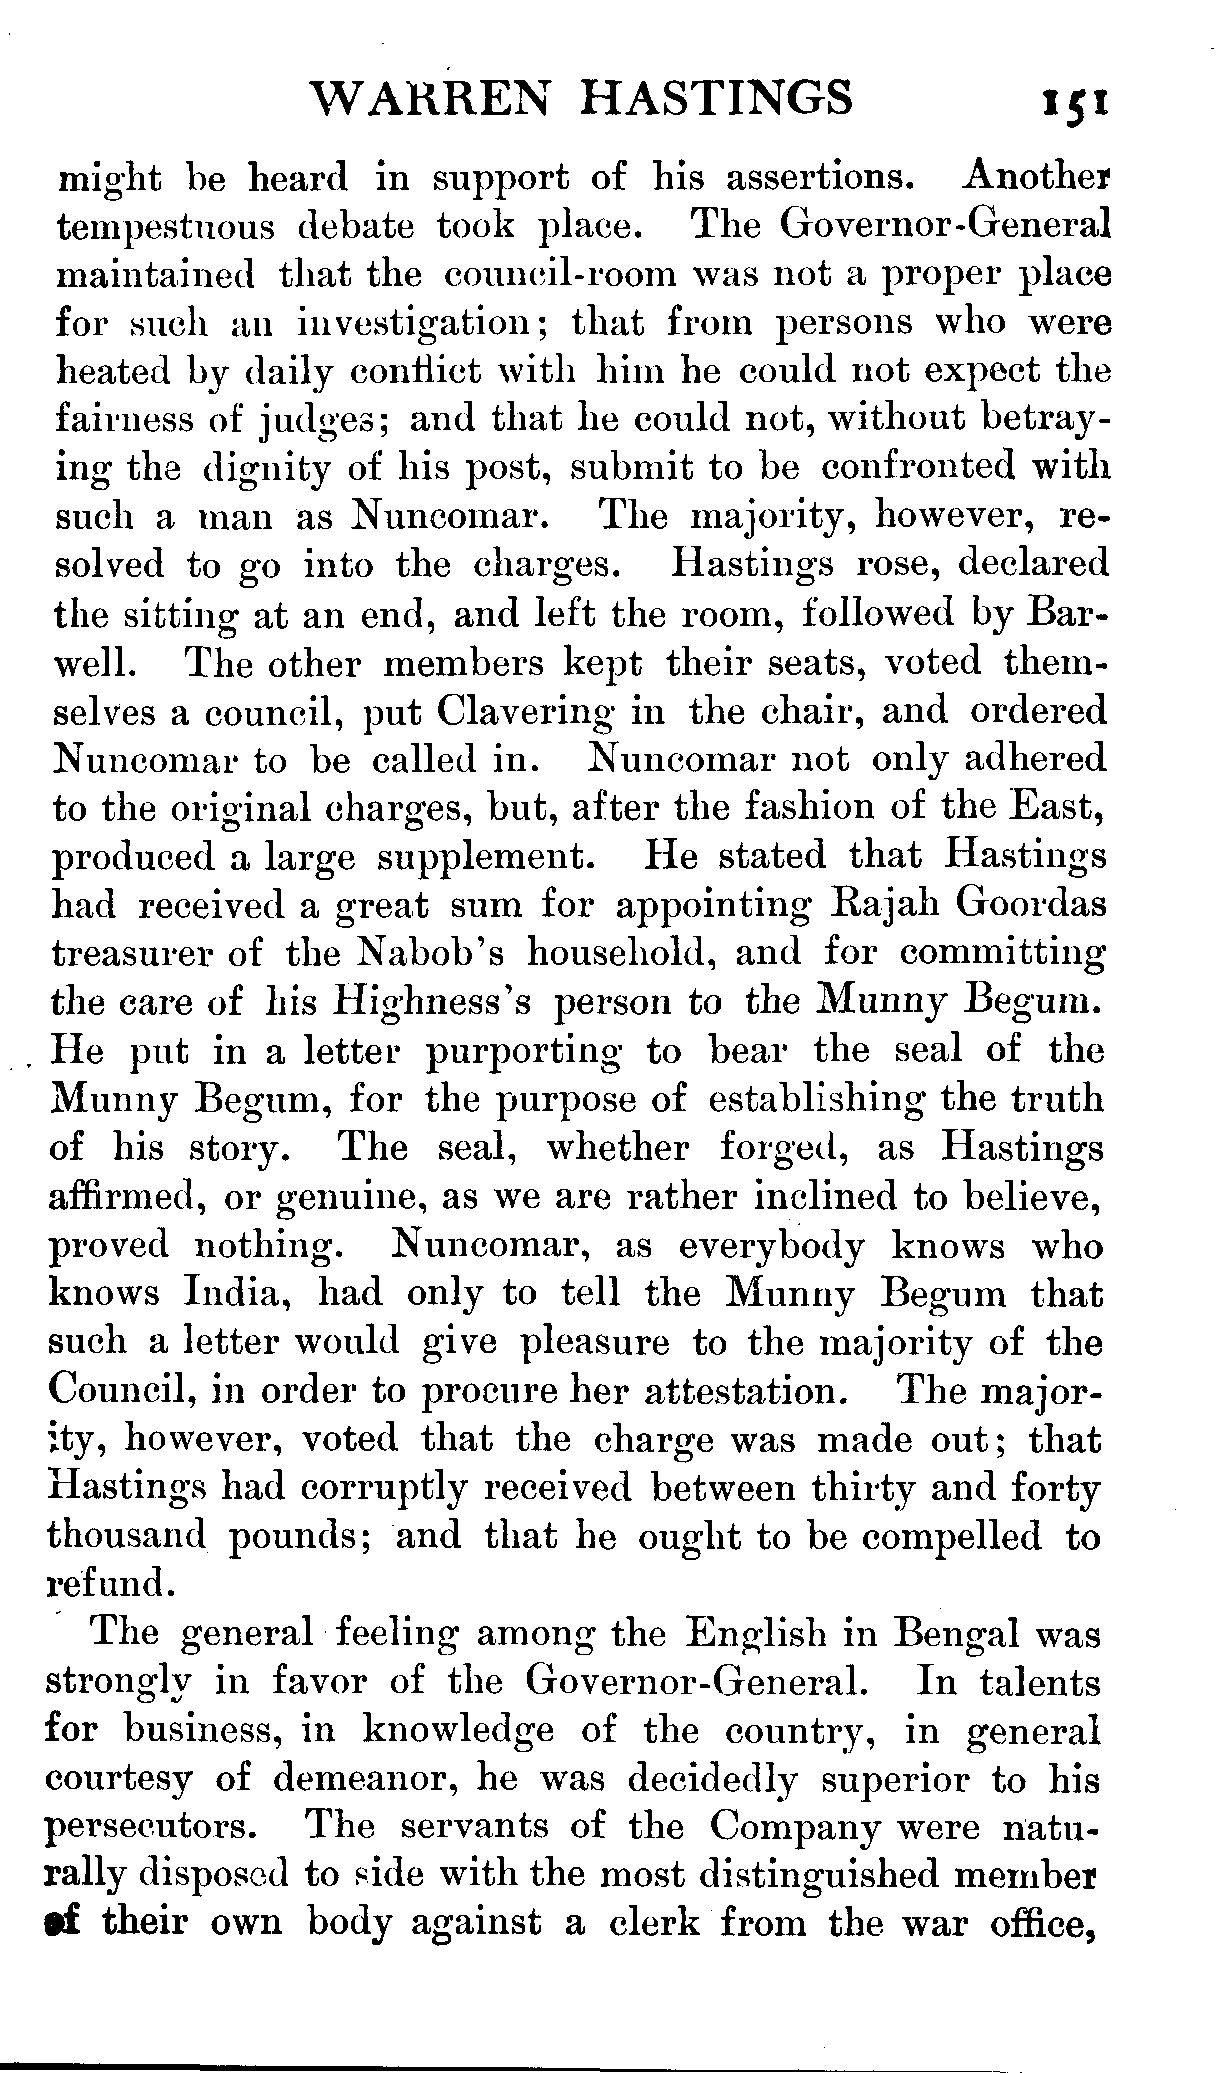 WARREN HASTINGS 151
might be heard in support of his assertions. Another
tempestuous debate took place. The Governor-General
maintained that the council-room was not a proper place
for such an investigation; that from persons who were
heated by daily conflict with him he could not expect the
fairness of judges; and that he could not, without betray-
ing the dignity of his post, submit to be confronted with
such a man as Nuncomar. The majority, however, re-
solved to go into the charges. Hastings rose, declared
the sitting at an end, and left the room, followed by Bar-
well. The other members kept their seats, voted them-
selves a council, put Clavering in the chair, and ordered
Nuncomar to be called in. Nuncomar not only adhered
to the original charges, but, after the fashion of the East,
produced a large supplement. He stated that Hastings
had received a great sum for appointing Rajah Goordas
treasurer of the Nabob's household, and for committing
the care of his Highness's person to the Munny Begum.
He put in a letter purporting to bear the seal of the
Munny Begum, for the purpose of establishing the truth
of his story. The seal, whether forged, as Hastings
affirmed, or genuine, as we are rather inclined to believe,
proved nothing. Nuncomar, as everybody knows who
knows India, had only to tell the Munny Begum that
such a letter would give pleasure to the majority of the
Council, in order to procure her attestation. The major-
ity, however, voted that the charge was made out; that
Hastings had corruptly received between thirty and forty
thousand pounds; and that he ought to be compelled to
refund.
The general feeling among the English in Bengal was
strongly in favor of the Governor-General. In talents
for business, in knowledge of the country, in general
courtesy of demeanor, he was decidedly superior to his
persecutors. The servants of the Company were natu-
rally disposed to side with the most distinguished member
of their own body against a clerk from the war office,